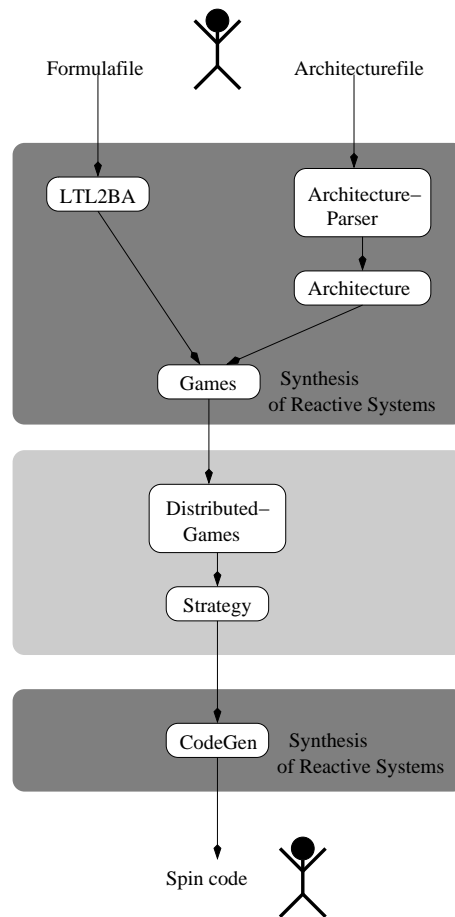 Formulafile
Architecturefile
LTL2BA
Architecture–
Parser
Architecture
Games
Synthesis
of Reactive Systems
Distributed–
Games
Strategy
CodeGen
Synthesis
of Reactive Systems
Spin code